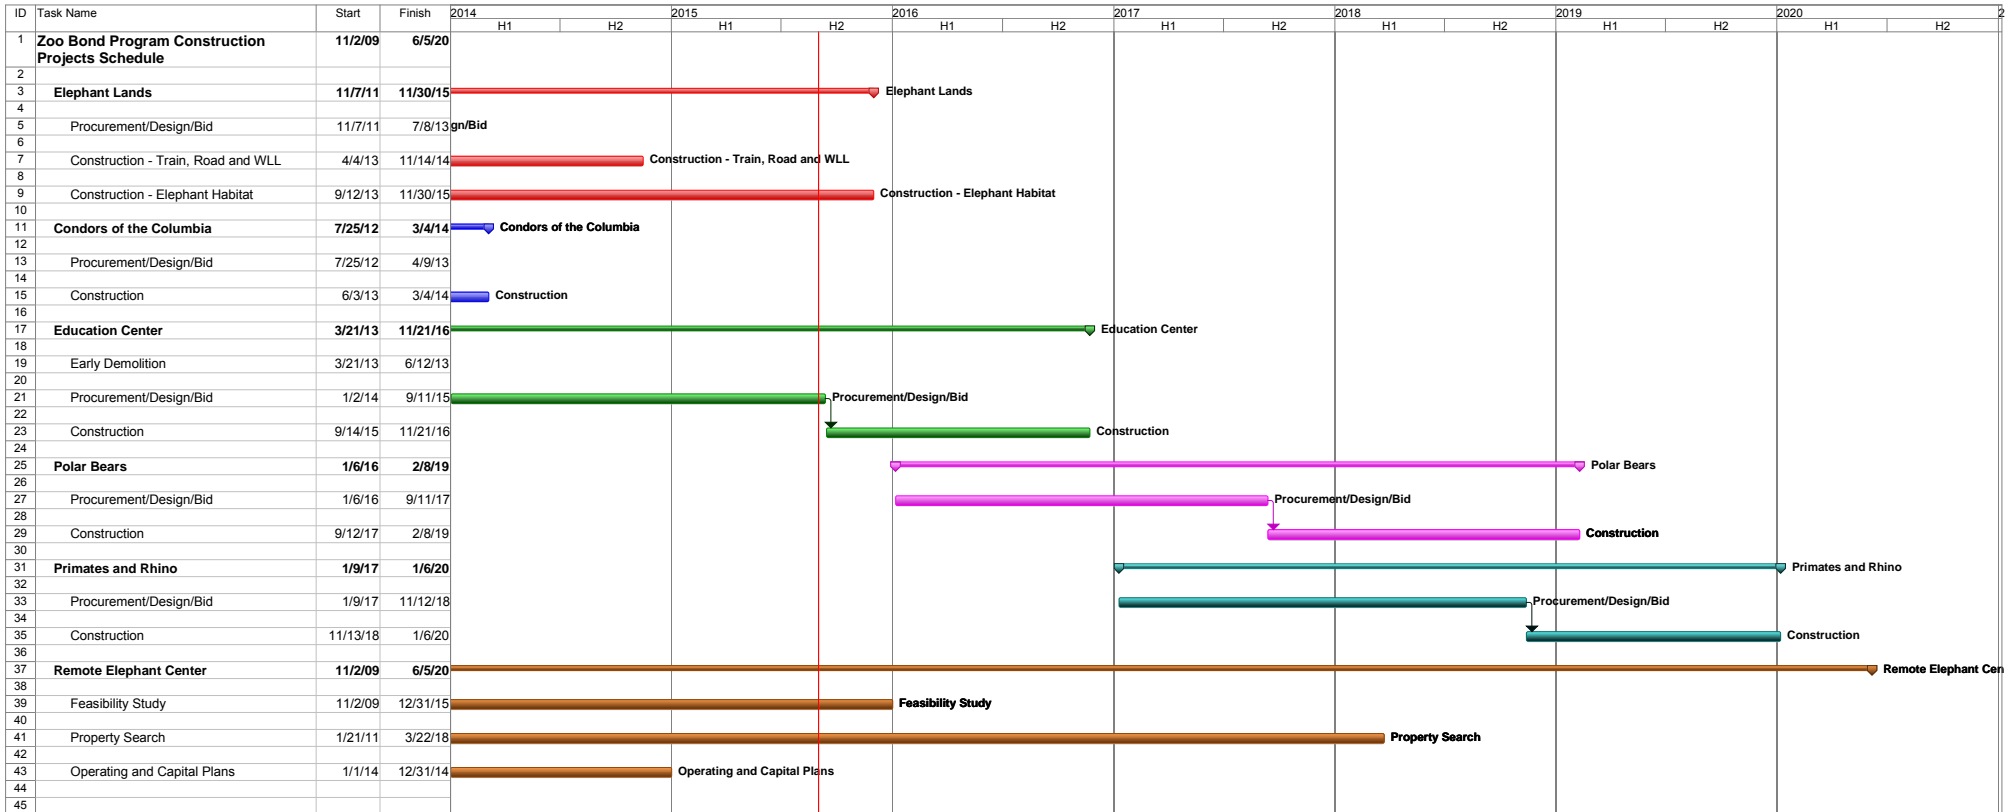 ID Task Name Start Finish 2014 2015 2016 2017 2018 2019 2020 2
H1 H2 H1 H2 H1 H2 H1 H2 H1 H2 H1 H2 H1 H2
1 Zoo Bond Program Construction 11/2/09 6/5/20
Projects Schedule
2
3 Elephant Lands 11/7/11 11/30/15 Elephant Lands
4
5 Procurement/Design/Bid 11/7/11 7/8/13 gn/Bid
6
7 Construction - Train, Road and WLL 4/4/13 11/14/14 Construction - Train, Road and WLL
8
9 Construction - Elephant Habitat 9/12/13 11/30/15 Construction - Elephant Habitat
10
11 Condors of the Columbia 7/25/12 3/4/14 Condors of the Columbia
12
13 Procurement/Design/Bid 7/25/12 4/9/13
14
15 Construction 6/3/13 3/4/14 Construction
16
17 Education Center 3/21/13 11/21/16 Education Center
18
19 Early Demolition 3/21/13 6/12/13
20
21 Procurement/Design/Bid 1/2/14 9/11/15 Procurement/Design/Bid
22
23 Construction 9/14/15 11/21/16 Construction
24
25 Polar Bears 1/6/16 2/8/19 Polar Bears
26
27 Procurement/Design/Bid 1/6/16 9/11/17 Procurement/Design/Bid
28
29 Construction 9/12/17 2/8/19 Construction
30
31 Primates and Rhino 1/9/17 1/6/20 Primates and Rhino
32
33 Procurement/Design/Bid 1/9/17 11/12/18 Procurement/Design/Bid
34
35 Construction 11/13/18 1/6/20 Construction
36
37 Remote Elephant Center 11/2/09 6/5/20 Remote Elephant Cen
38
39 Feasibility Study 11/2/09 12/31/15 Feasibility Study
40
41 Property Search 1/21/11 3/22/18 Property Search
42
43 Operating and Capital Plans 1/1/14 12/31/14 Operating and Capital Plans
44
45